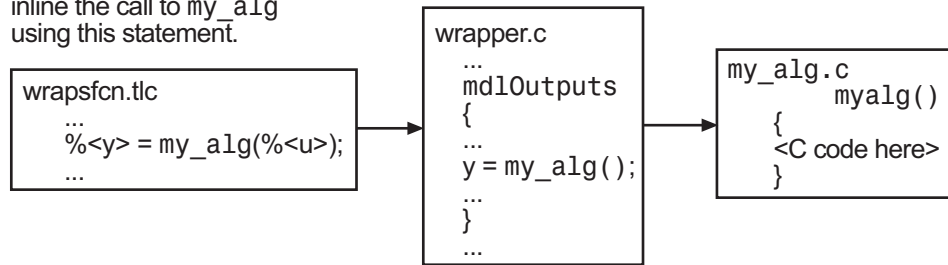 inline the call to my_alg
using this statement.
wrapsfcn.tlc
...
%<y> = my_alg(%<u>);
...
wrapper.c
...
mdlOutputs
{
...
y = my_alg();
...
}
...
my_alg.c
myalg()
{
<C code here>
}